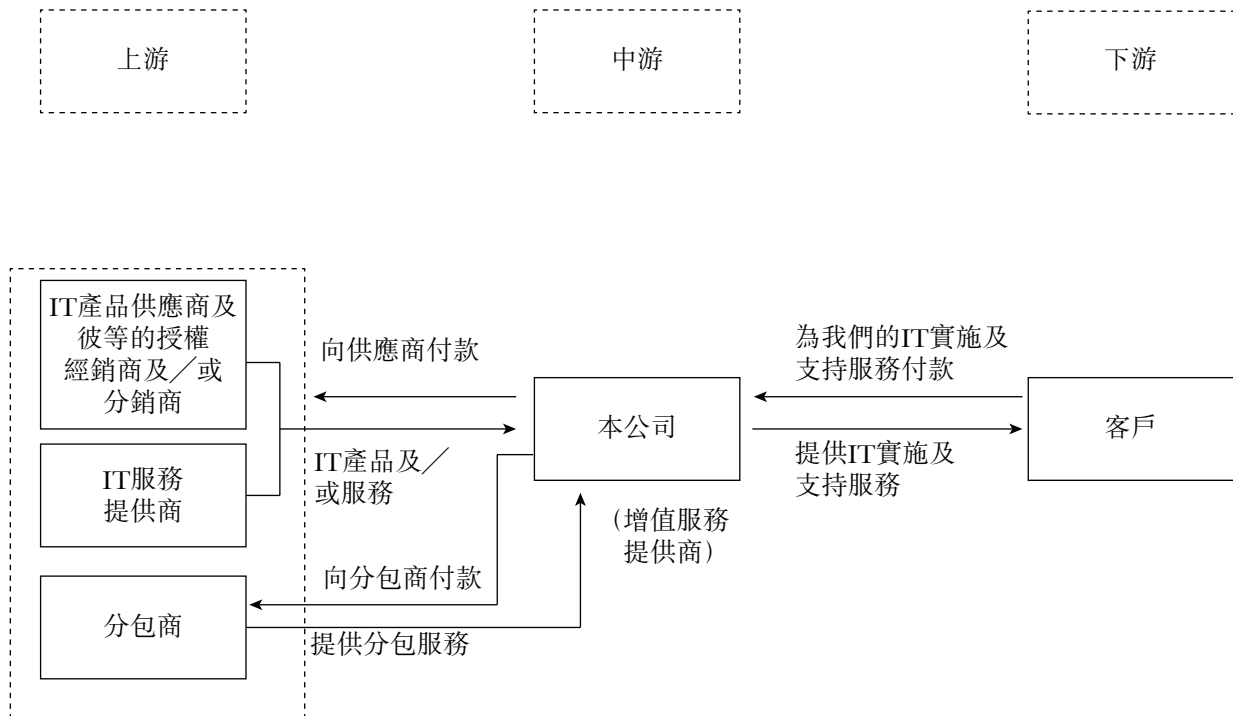 上游
中游
下游
IT產品供應商及
彼等的授權
經銷商及／或
分銷商
向供應商付款
為我們的IT實施及
支持服務付款
本公司
客戶
IT產品及／
或服務
提供IT實施及
支持服務
IT服務
提供商
（增值服務
提供商）
向分包商付款
分包商
提供分包服務